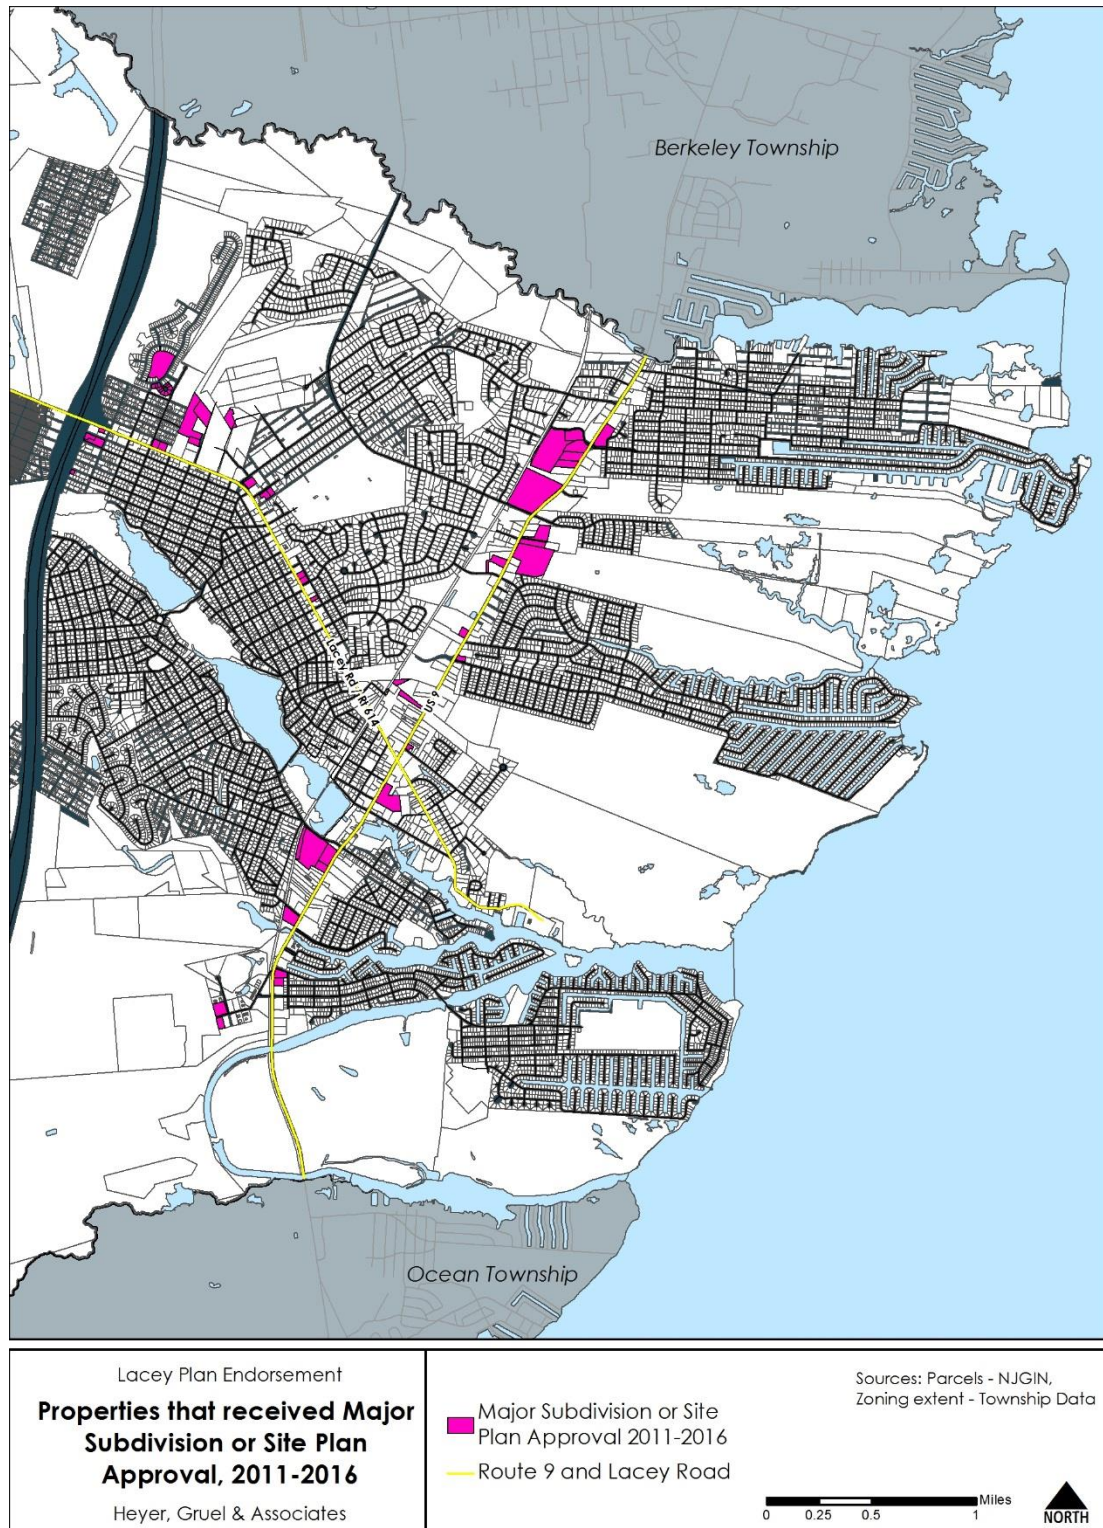 Berkeley Township
Lacey Rd / Rt 614
US 9
Ocean Township
Lacey Plan Endorsement
Properties that received Major
Subdivision or Site Plan
Approval, 2011-2016
Heyer, Gruel & Associates
Major Subdivision or Site
Plan Approval 2011-2016
Route 9 and Lacey Road
Sources: Parcels - NJGIN,
Zoning extent - Township Data
Miles
0 0.25 0.5 1
NORTH